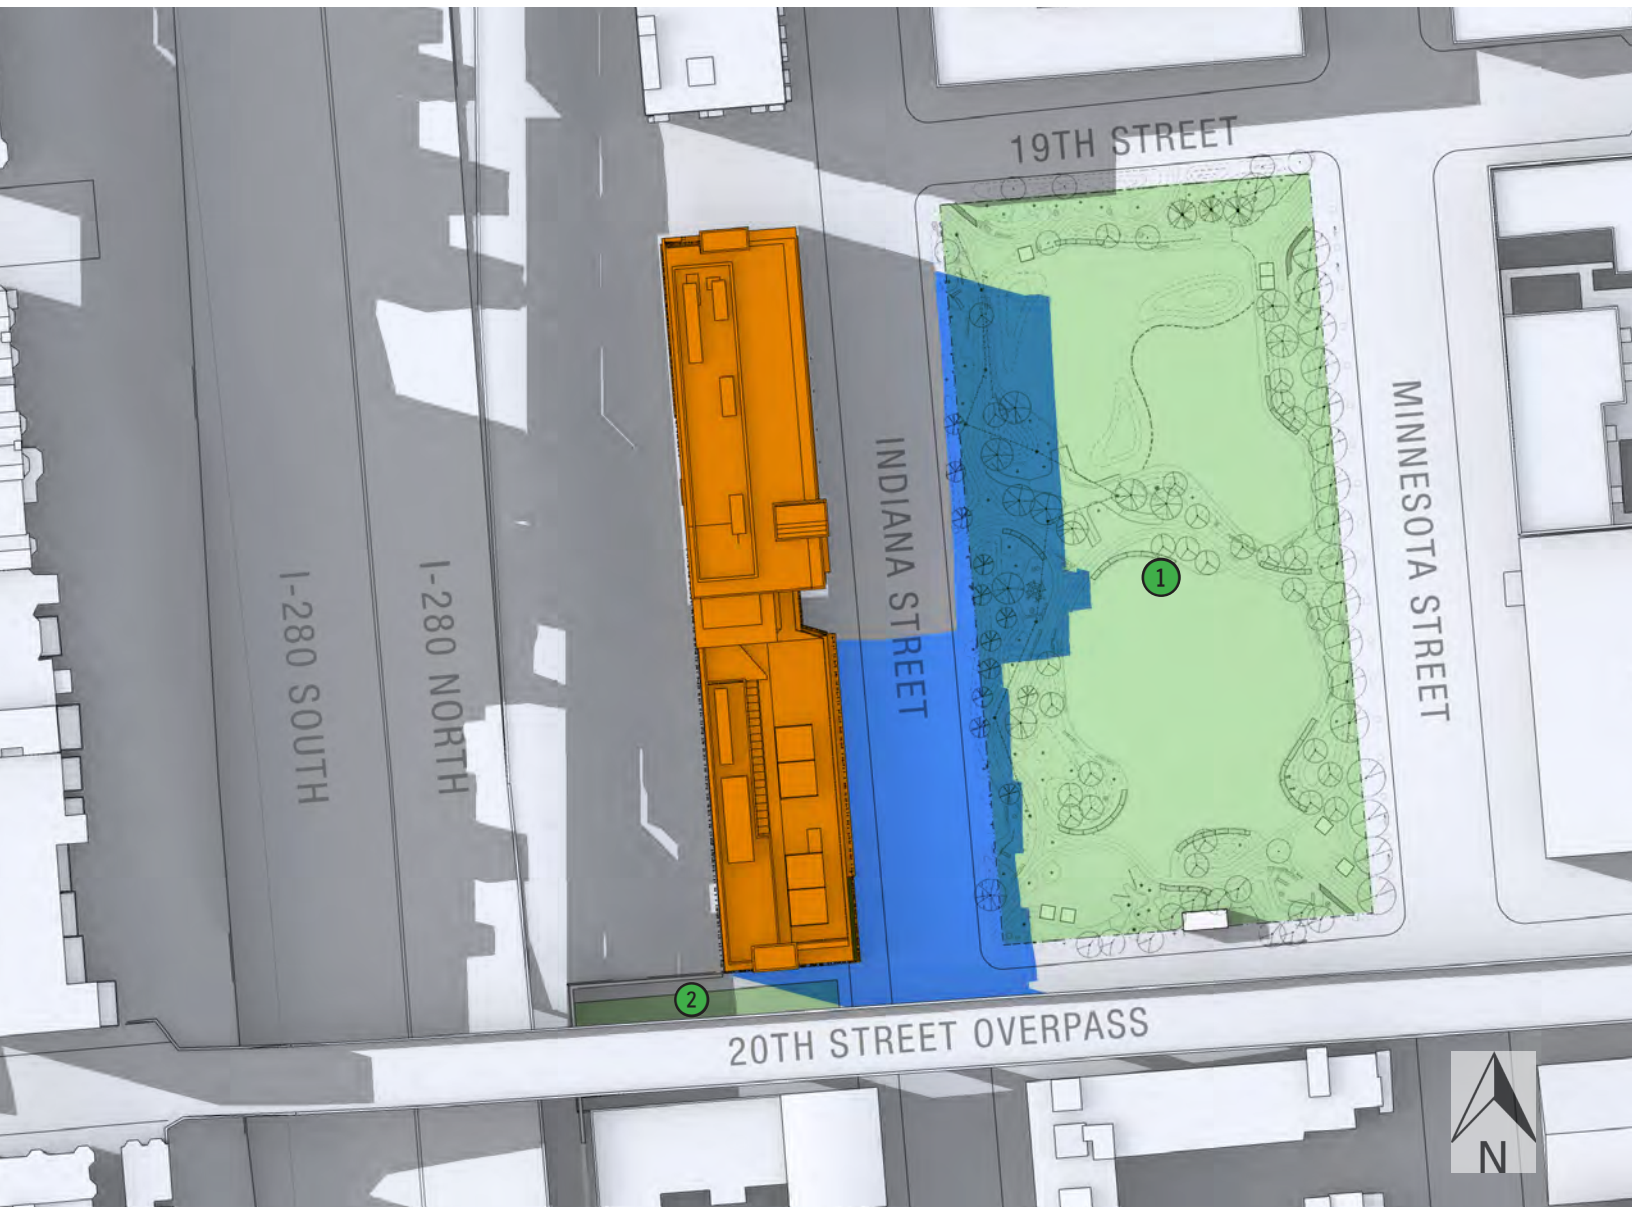 19TH STREET
INDIANA STREET
MINNESOTA STREET
I-280 SOUTH
I-280 NORTH
1
2
20TH STREET OVERPASS
N